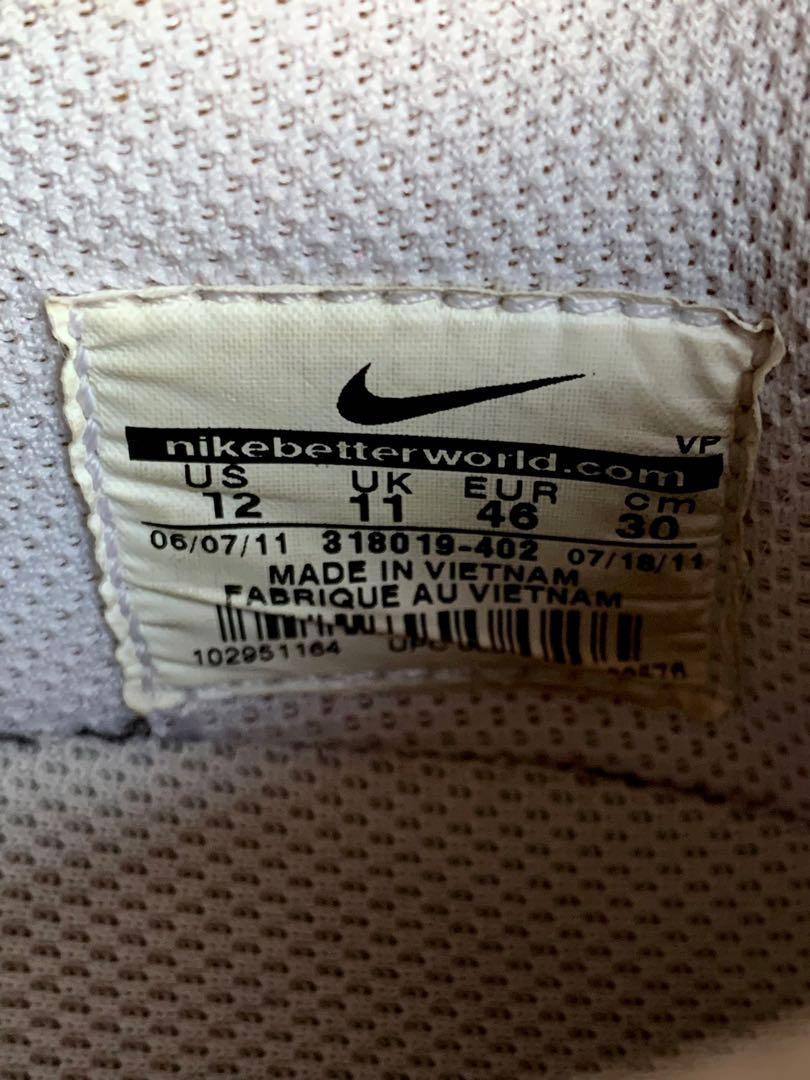 VP
nikebetterworld.com
US UK EUR cm
12 11 46 30
06/07/11 318019-402 07/18/11
MADE IN VIETNAM
FABRIQUE AU VIETNAM
102951164